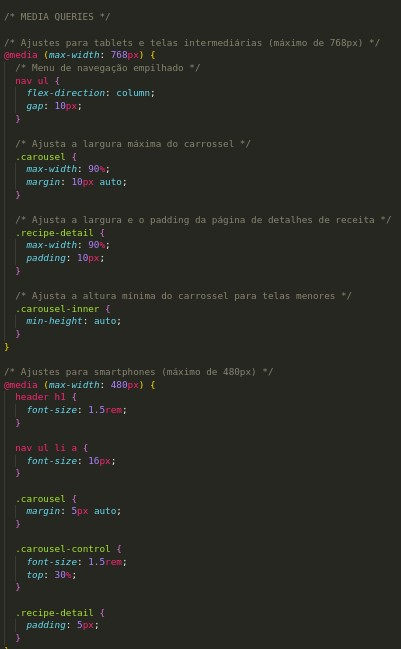 /* MEDIA QUERIES */
/* Ajustes para tablets e telas intermediárias (máximo de 768px) */
@media (max-width: 768px) {
/* Menu de navegação empilhado */
nav ul {
flex-direction: column;
gap: 10px;
}
/* Ajusta a largura máxima do carrossel */
.carousel {
max-width: 90%;
margin: 10px auto;
}
/* Ajusta a largura e o padding da página de detalhes de receita */
.recipe-detail {
max-width: 90%;
padding: 10px;
}
/* Ajusta a altura mínima do carrossel para telas menores */
.carousel-inner {
min-height: auto;
}
}
/* Ajustes para smartphones (máximo de 480px) */
@media (max-width: 480px) {
header h1 {
font-size: 1.5rem;
}
nav ul li a {
font-size: 16px;
}
.carousel {
margin: 5px auto;
}
.carousel-control {
font-size: 1.5rem;
top: 30%;
}
.recipe-detail {
padding: 5px;
}
}